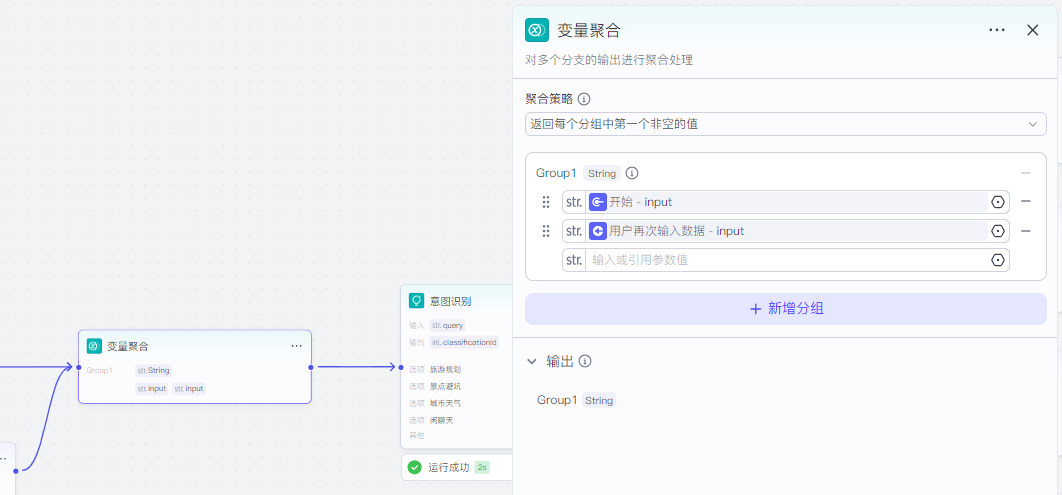 变量聚合
对多个分支的输出进行聚合处理
聚合策略
返回每个分组中第一个非空的值
Group1 String
str. 开始 - input
str. 用户再次输入数据 - input
str. 输入或引用参数值
+ 新增分组
输出
Group1 String
变量聚合
Group1 str. String
str. input str. input
意图识别
输入 str. query
输出 int. classificationId
选项 旅游规划
选项 景点避坑
选项 城市天气
选项 闲聊天
其他
运行成功 2s